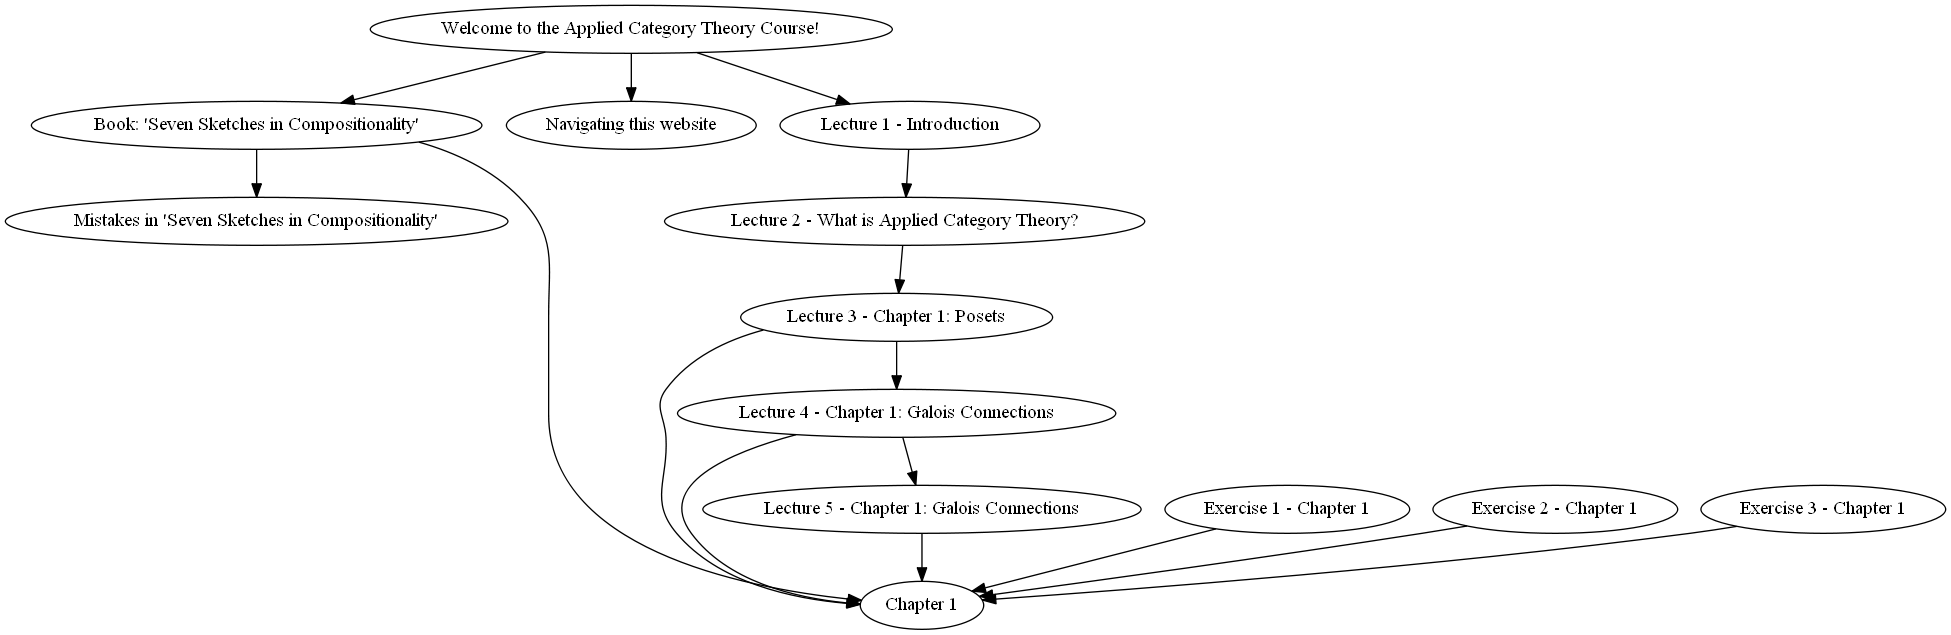 Welcome to the Applied Category Theory Course!
Book: 'Seven Sketches in Compositionality'
Navigating this website
Lecture 1 - Introduction
Mistakes in 'Seven Sketches in Compositionality'
Lecture 2 - What is Applied Category Theory?
Lecture 3 - Chapter 1: Posets
Lecture 4 - Chapter 1: Galois Connections
Lecture 5 - Chapter 1: Galois Connections
Exercise 1 - Chapter 1
Exercise 2 - Chapter 1
Exercise 3 - Chapter 1
Chapter 1